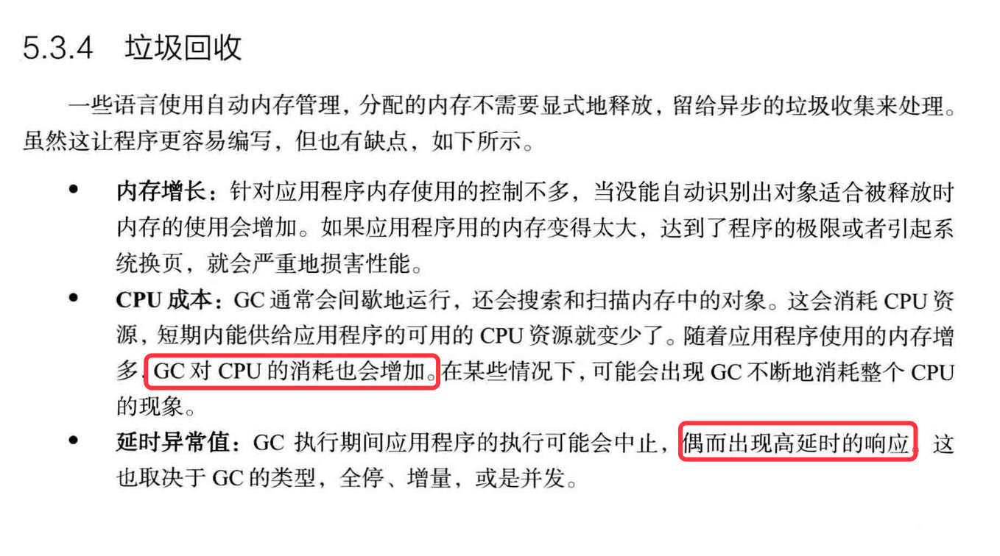 5.3.4 垃圾回收
一些语言使用自动内存管理，分配的内存不需要显式地释放，留给异步的垃圾收集来处理。
虽然这让程序更容易编写，但也有缺点，如下所示。
● 内存增长：针对应用程序内存使用的控制不多，当没能自动识别出对象适合被释放时
内存的使用会增加。如果应用程序用的内存变得太大，达到了程序的极限或者引起系
统换页，就会严重地损害性能。
● CPU 成本：GC 通常会间歇地运行，还会搜索和扫描内存中的对象。这会消耗 CPU 资
源，短期内能供给应用程序的可用的 CPU 资源就变少了。随着应用程序使用的内存增
多，GC 对 CPU 的消耗也会增加。在某些情况下，可能会出现 GC 不断地消耗整个 CPU
的现象。
● 延时异常值：GC 执行期间应用程序的执行可能会中止，偶而出现高延时的响应。这
也取决于 GC 的类型，全停、增量，或是并发。